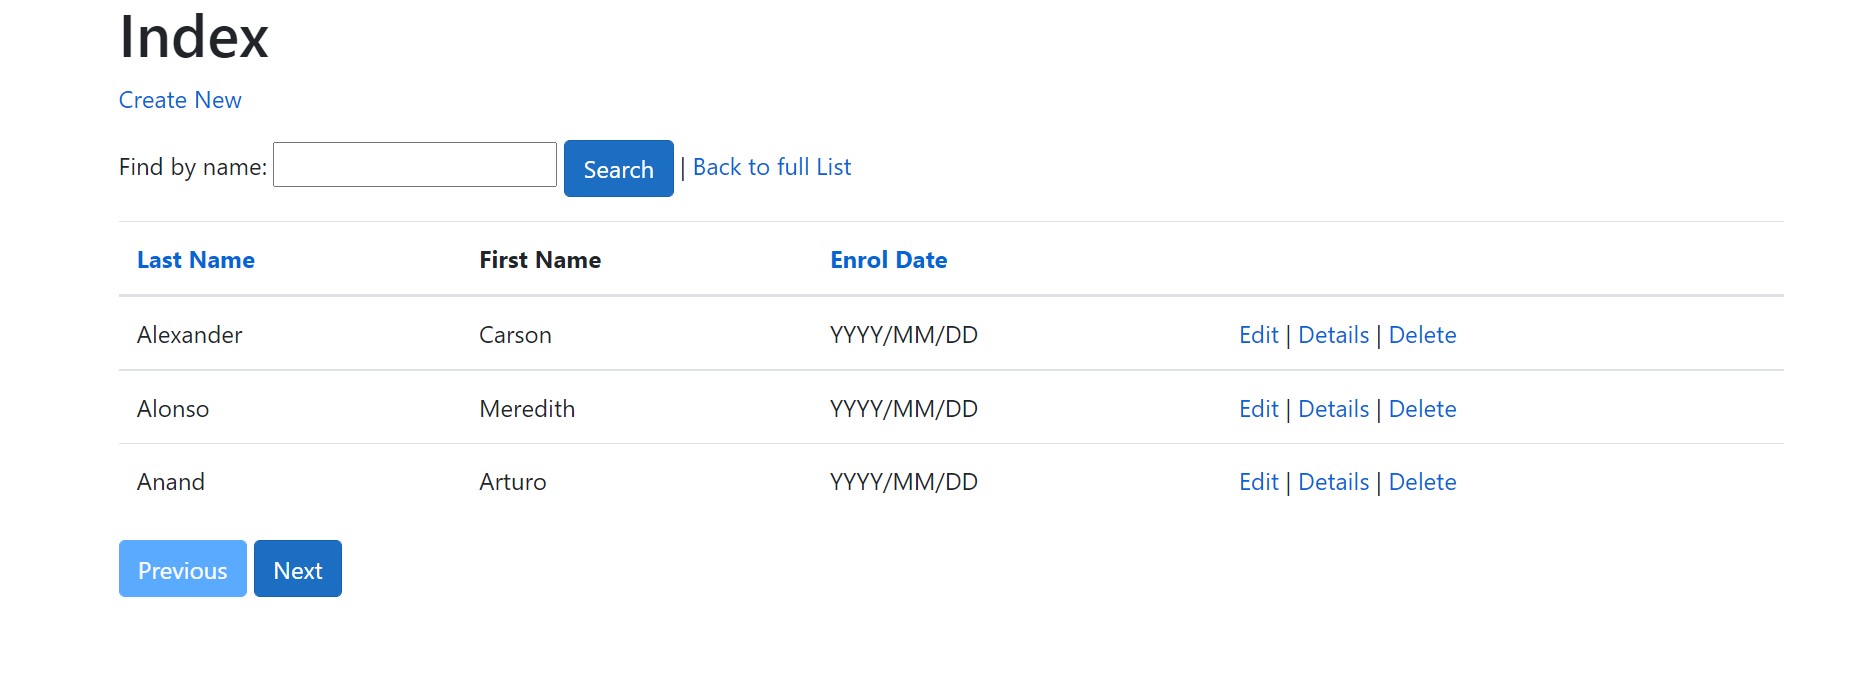 Index
Create New
Find by name: Search | Back to full List
Last Name First Name Enrol Date
Alexander Carson YYYY/MM/DD Edit | Details | Delete
Alonso Meredith YYYY/MM/DD Edit | Details | Delete
Anand Arturo YYYY/MM/DD Edit | Details | Delete
Previous Next